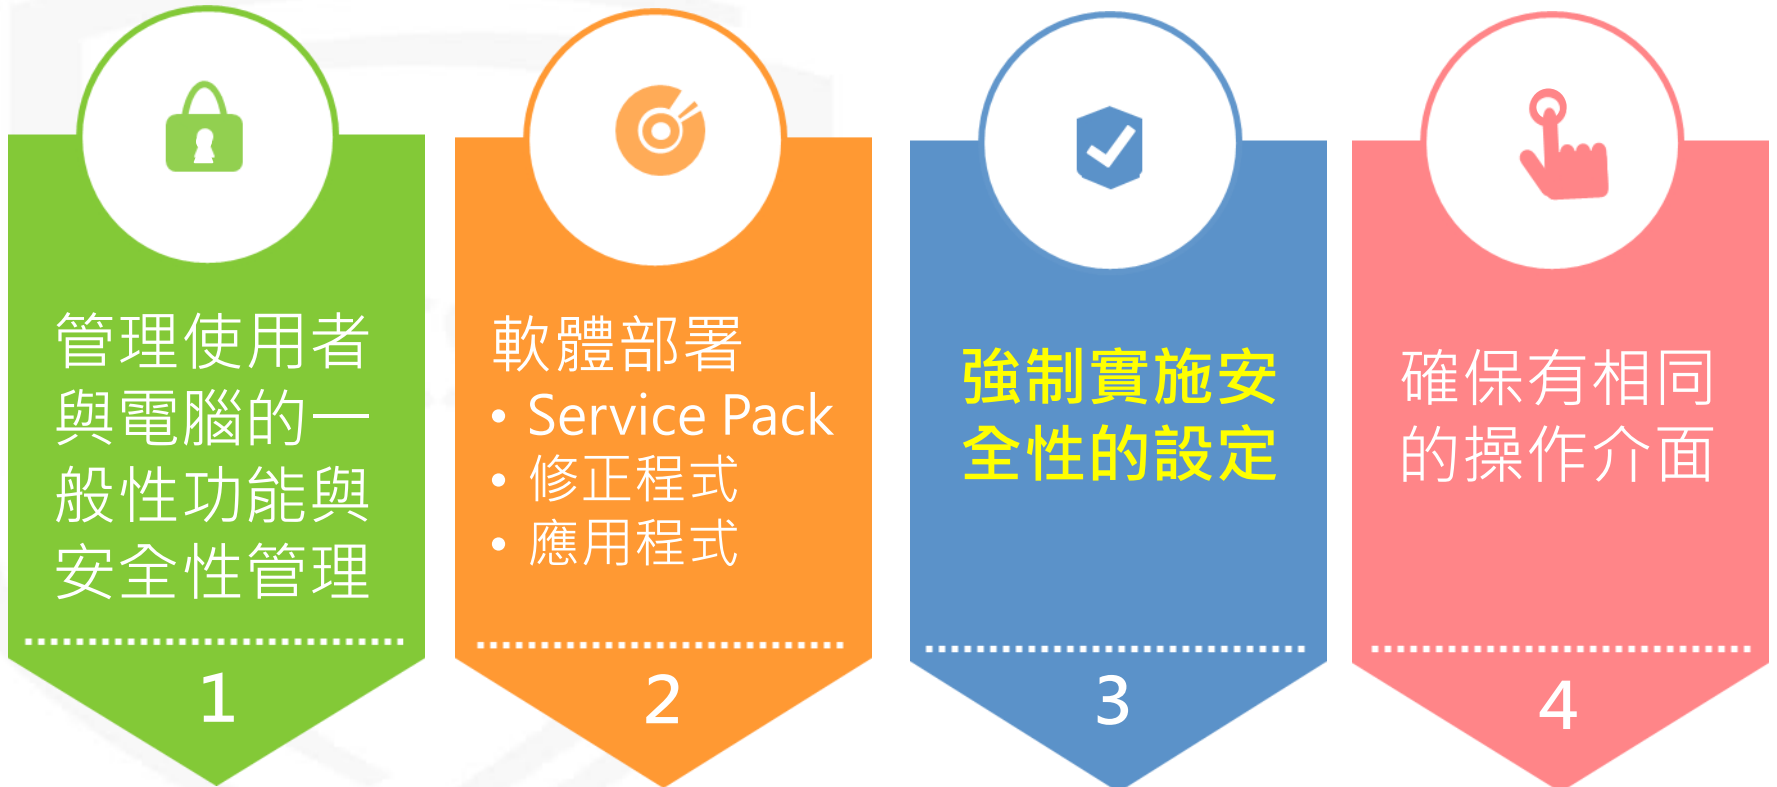 管理使用者
與電腦的一
般性功能與
安全性管理
1
軟體部署
• Service Pack
• 修正程式
• 應用程式
2
強制實施安
全性的設定
3
確保有相同
的操作介面
4